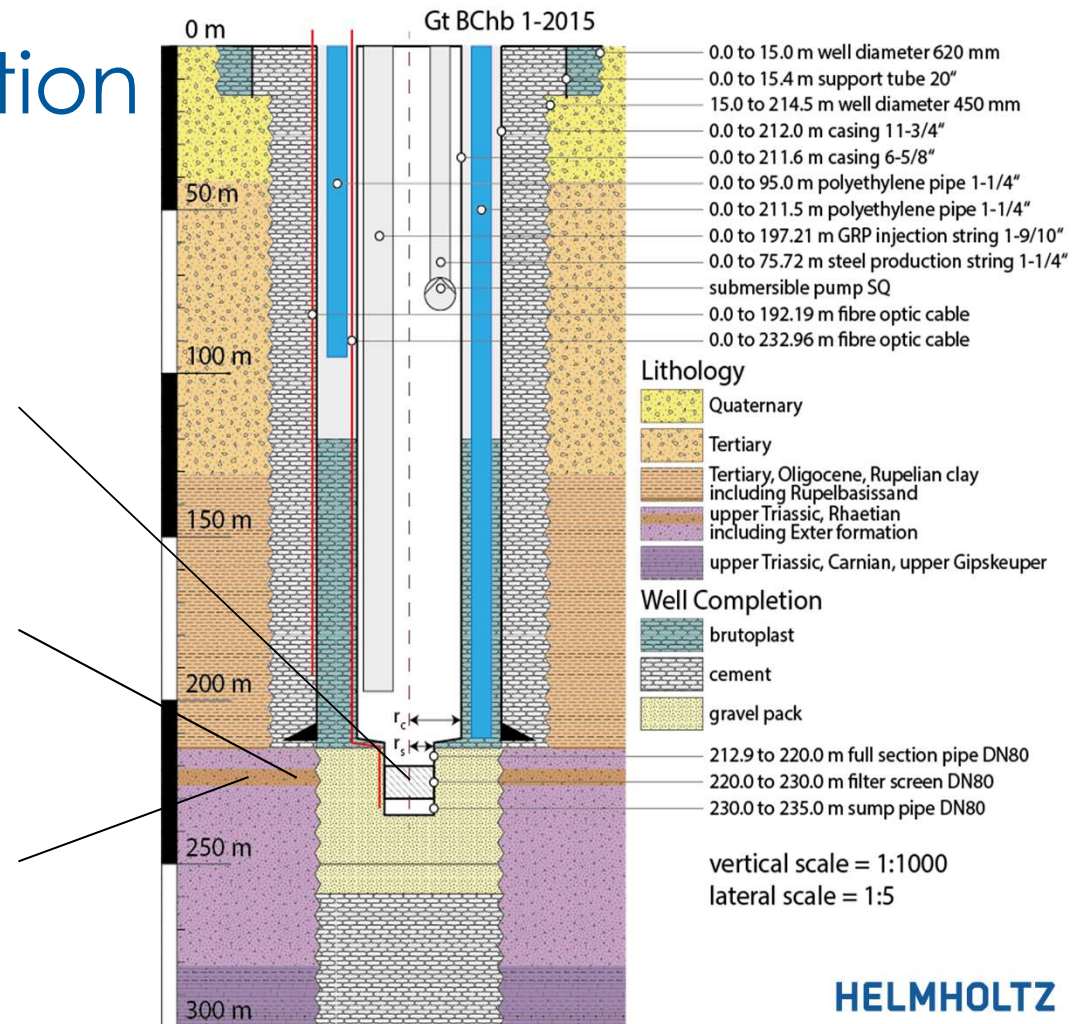 tion
Gt BChb 1-2015
0 m
50 m
100 m
150 m
200 m
250 m
300 m
r_c
r_s
0.0 to 15.0 m well diameter 620 mm
0.0 to 15.4 m support tube 20“
15.0 to 214.5 m well diameter 450 mm
0.0 to 212.0 m casing 11-3/4“
0.0 to 211.6 m casing 6-5/8“
0.0 to 95.0 m polyethylene pipe 1-1/4“
0.0 to 211.5 m polyethylene pipe 1-1/4“
0.0 to 197.21 m GRP injection string 1-9/10“
0.0 to 75.72 m steel production string 1-1/4“
submersible pump SQ
0.0 to 192.19 m fibre optic cable
0.0 to 232.96 m fibre optic cable
Lithology
Quaternary
Tertiary
Tertiary, Oligocene, Rupelian clay
including Rupelbasissand
upper Triassic, Rhaetian
including Exter formation
upper Triassic, Carnian, upper Gipskeuper
Well Completion
brutoplast
cement
gravel pack
212.9 to 220.0 m full section pipe DN80
220.0 to 230.0 m filter screen DN80
230.0 to 235.0 m sump pipe DN80
vertical scale = 1:1000
lateral scale = 1:5
HELMHOLTZ